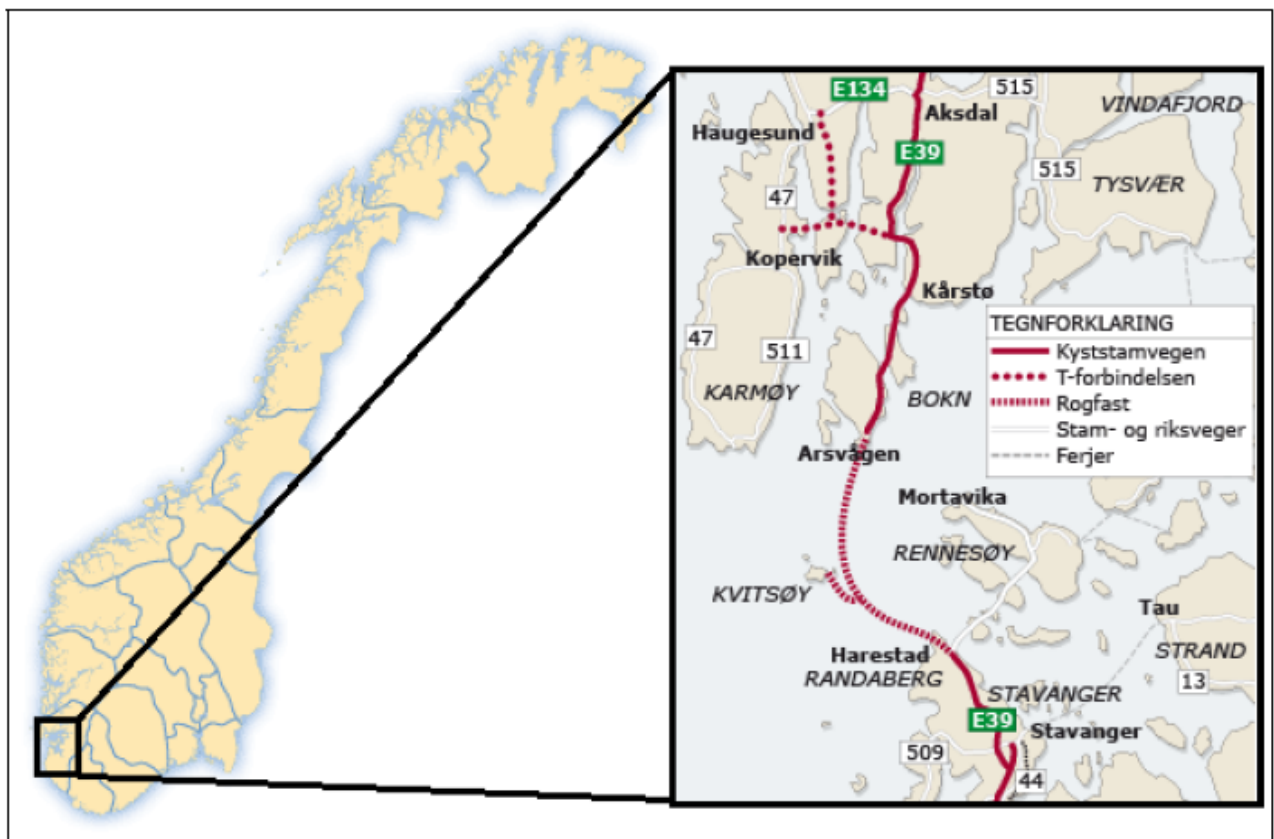 E134
515
VINDAFJORD
Aksdal
Haugesund
E39
515
TYSVÆR
47
Kopervik
Kårstø
TEGNFORKLARING
Kyststamvegen
T-forbindelsen
Rogfast
Stam- og riksveger
Ferjer
47
511
KARMØY
BOKN
Arsvågen
Mortavika
RENNESØY
KVITSØY
Tau
STRAND
13
Harestad
RANDABERG
STAVANGER
E39
Stavanger
509
44